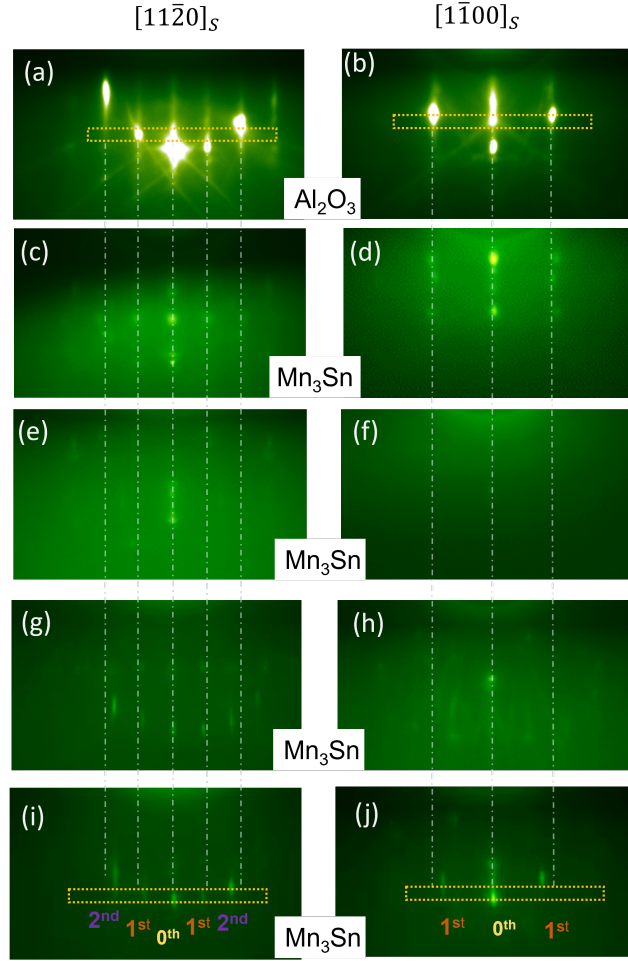 [112̅0]S [11̅00]S
(a) (b)
Al2O3
(c) (d)
Mn3Sn
(e) (f)
Mn3Sn
(g) (h)
Mn3Sn
(i) (j)
2nd 1st 0th 1st 2nd 1st 0th 1st
Mn3Sn